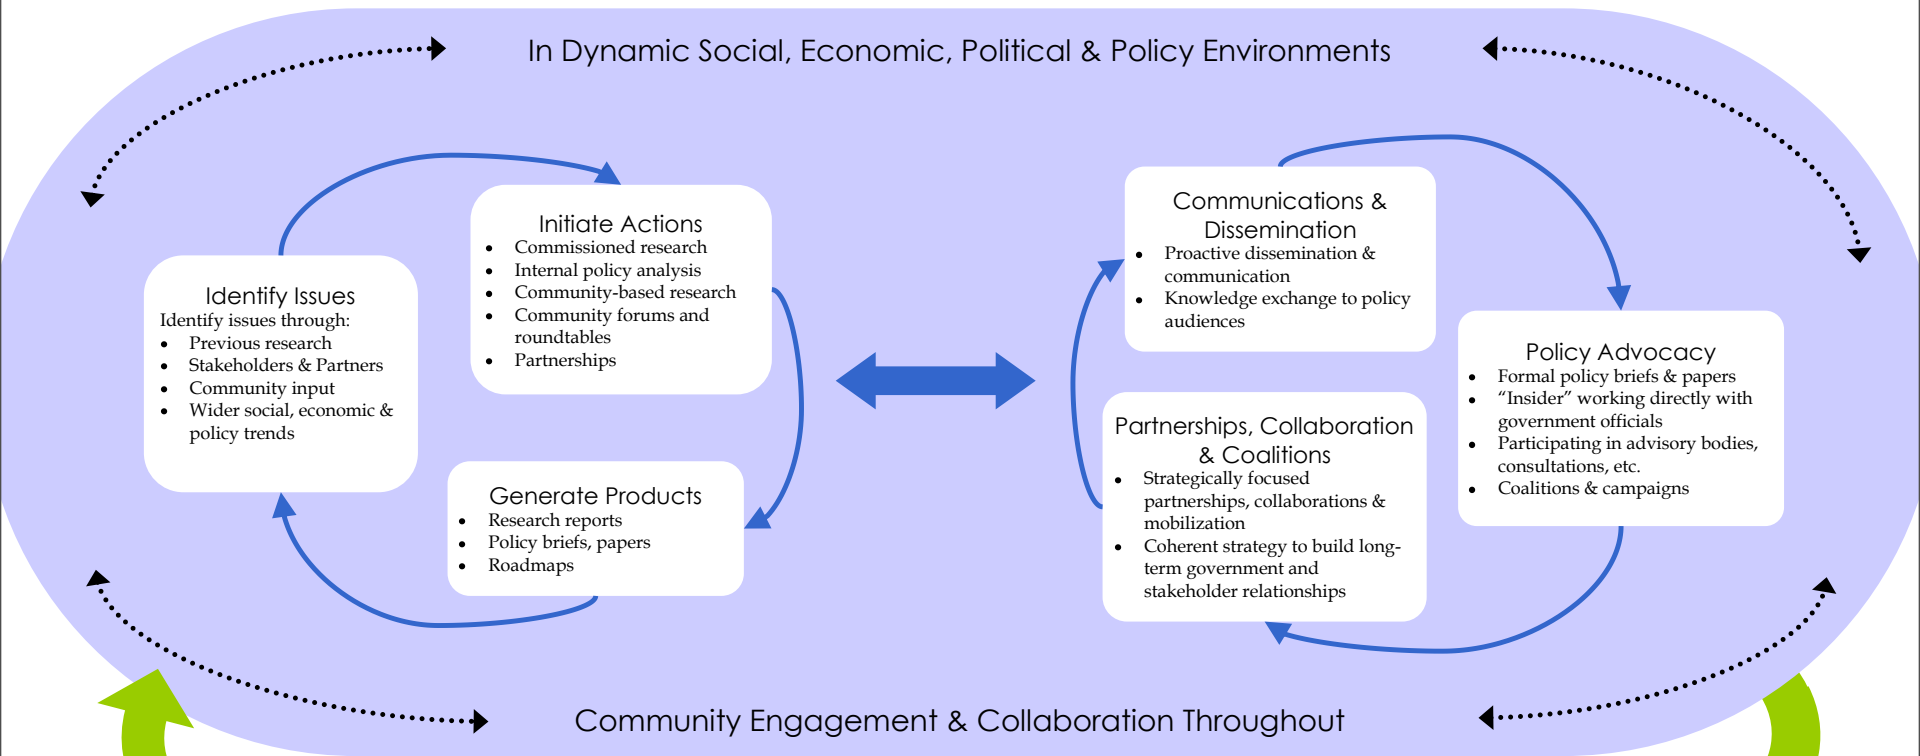 In Dynamic Social, Economic, Political & Policy Environments
Identify Issues
Identify issues through:
• Previous research
• Stakeholders & Partners
• Community input
• Wider social, economic &
policy trends
Initiate Actions
• Commissioned research
• Internal policy analysis
• Community-based research
• Community forums and
roundtables
• Partnerships
Generate Products
• Research reports
• Policy briefs, papers
• Roadmaps
Communications &
Dissemination
• Proactive dissemination &
communication
• Knowledge exchange to policy
audiences
Policy Advocacy
• Formal policy briefs & papers
• “Insider” working directly with
government officials
• Participating in advisory bodies,
consultations, etc.
• Coalitions & campaigns
Partnerships, Collaboration
& Coalitions
• Strategically focused
partnerships, collaborations &
mobilization
• Coherent strategy to build long-
term government and
stakeholder relationships
Community Engagement & Collaboration Throughout